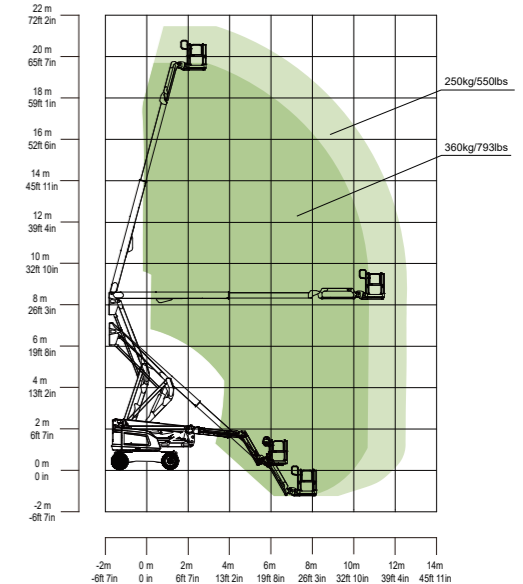 22 m
72ft 2in
20 m
65ft 7in
18 m
59ft 1in
250kg/550lbs
16 m
52ft 6in
360kg/793lbs
14 m
45ft 11in
12 m
39ft 4in
10 m
32ft 10in
8 m
26ft 3in
6 m
19ft 8in
4 m
13ft 2in
2 m
6ft 7in
0 m
0 in
-2 m
-6ft 7in
-2m 0 m 2m 4m 6m 8m 10m 12m 14m
-6ft 7in 0 in 6ft 7in 13ft 2in 19ft 8in 26ft 3in 32ft 10in 39ft 4in 45ft 11in